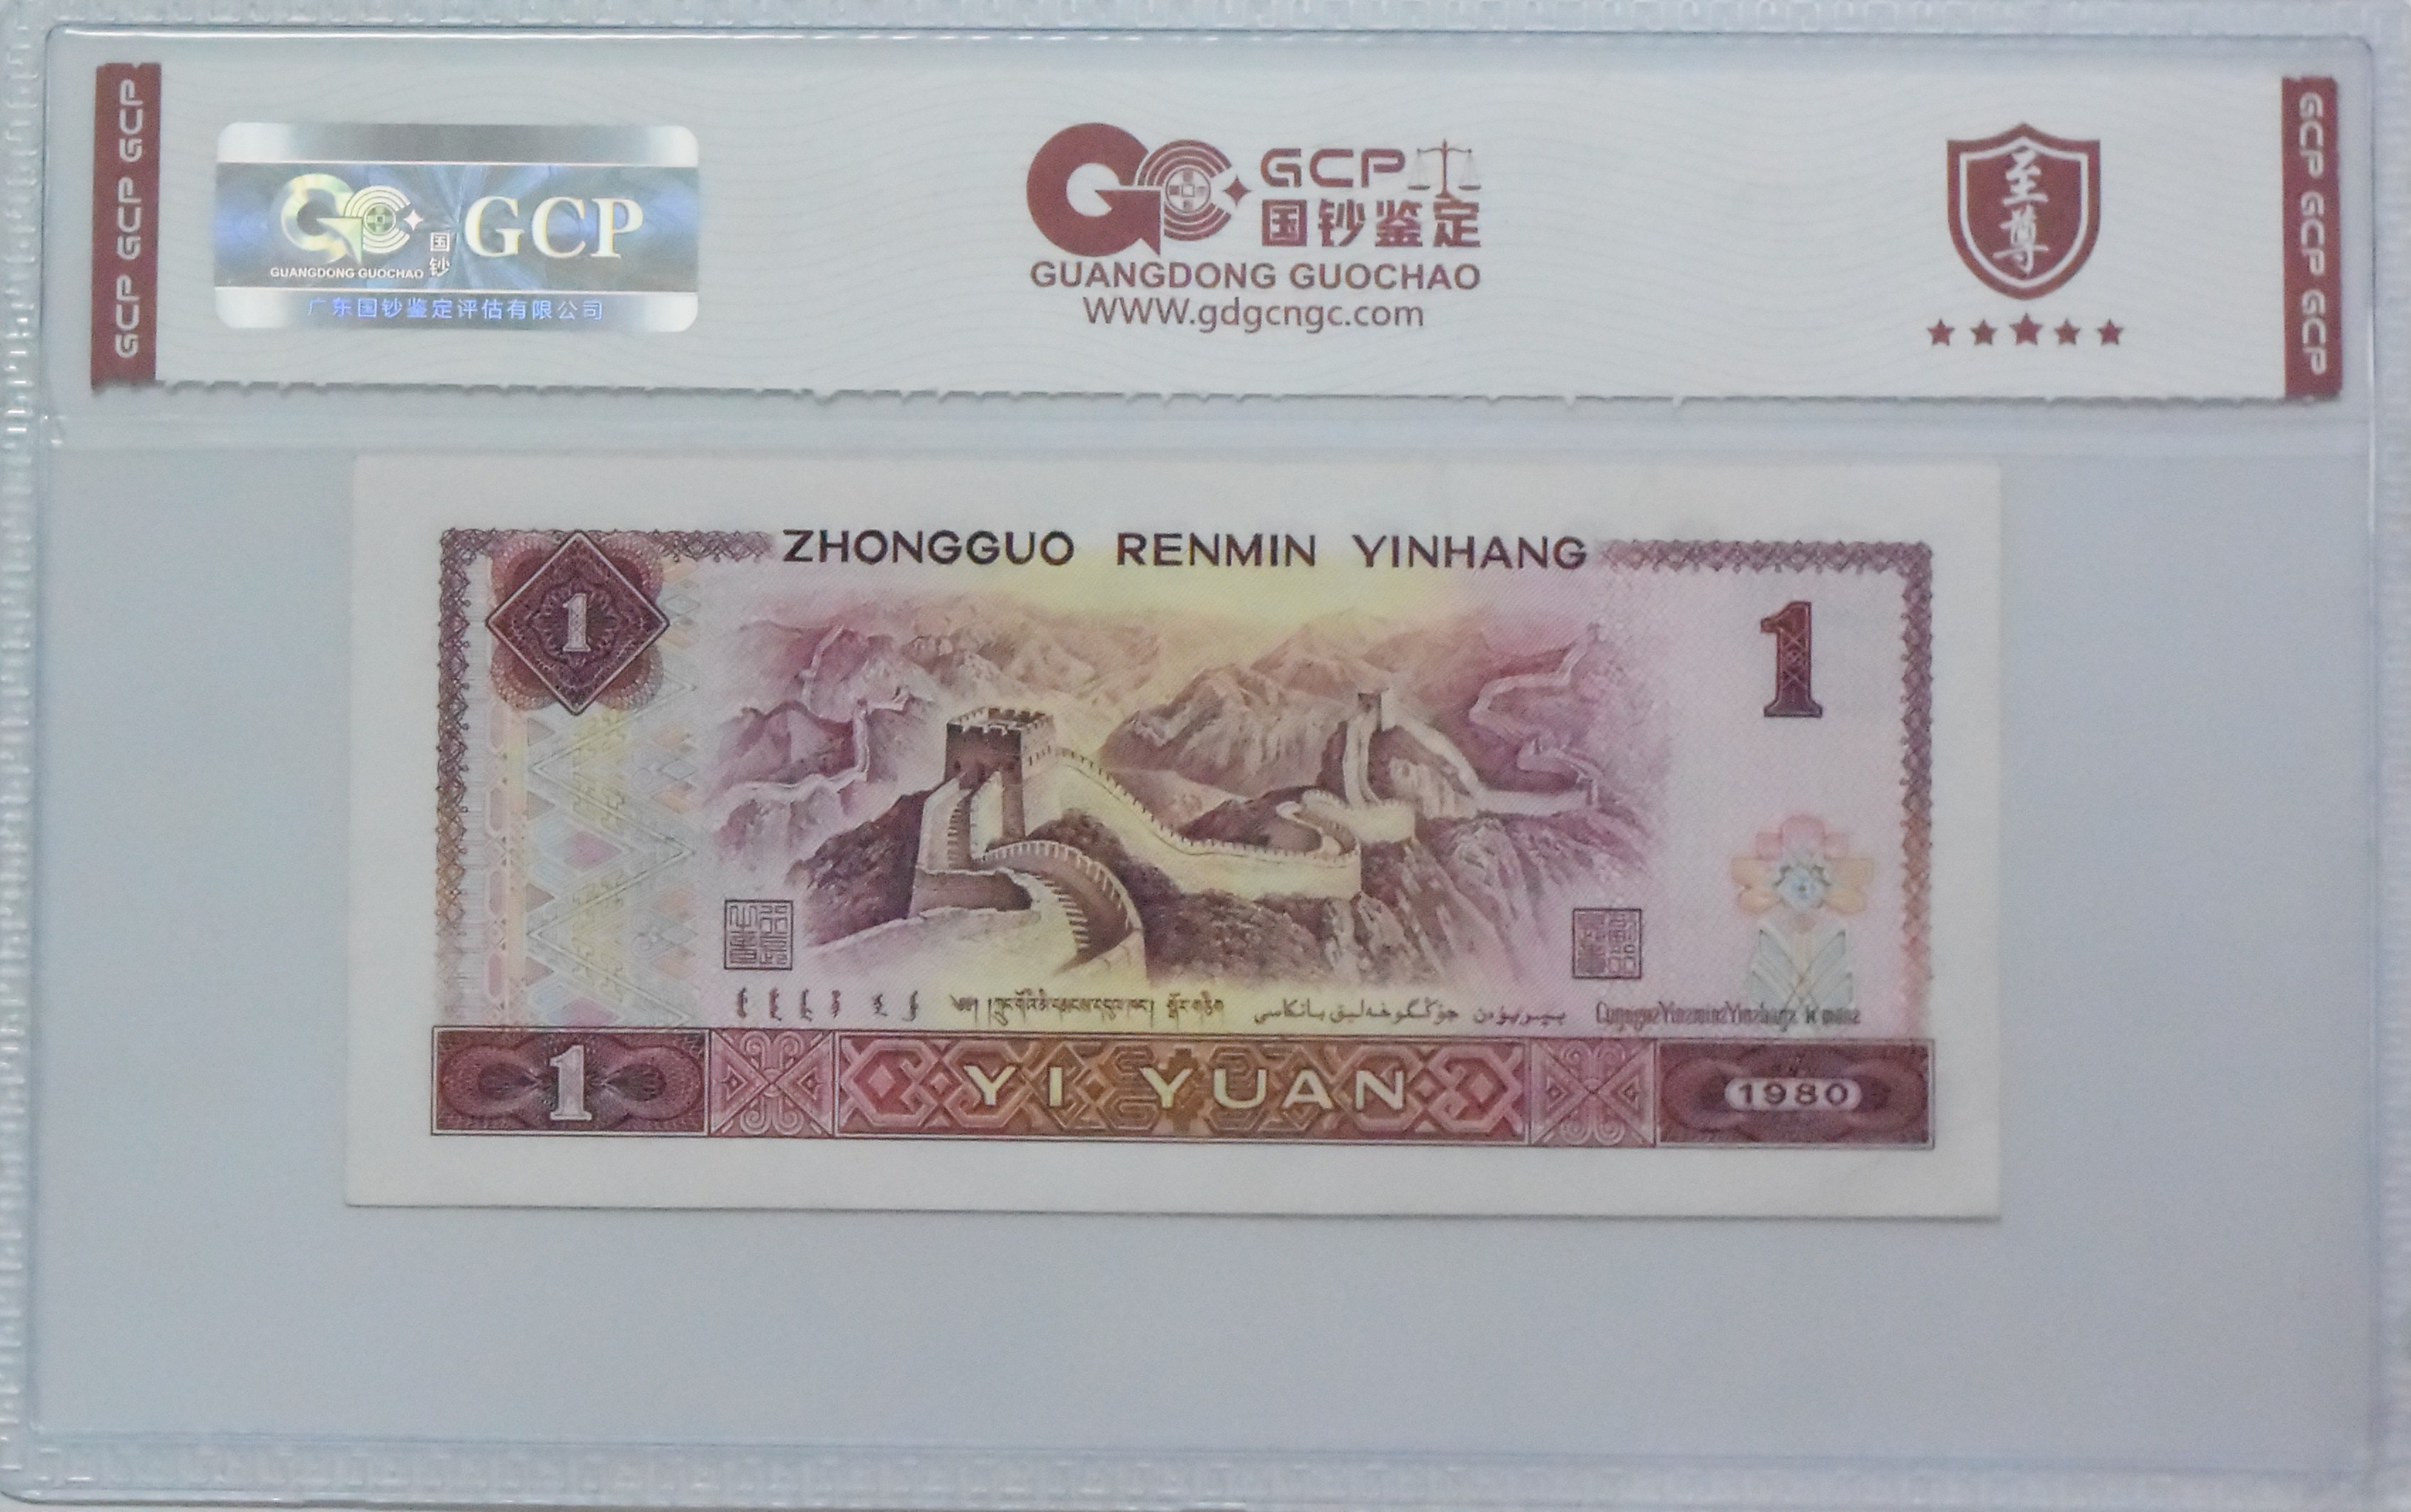 GCP GCP GCP
GUANGDONG GUOCHAO
国钞
GCP
广东国钞鉴定评估有限公司
GCP
国钞鉴定
GUANGDONG GUOCHAO
WWW.gdgcngc.com
至尊
GCP GCP GCP
ZHONGGUO RENMIN YINHANG
1
1
1
YI YUAN
1980